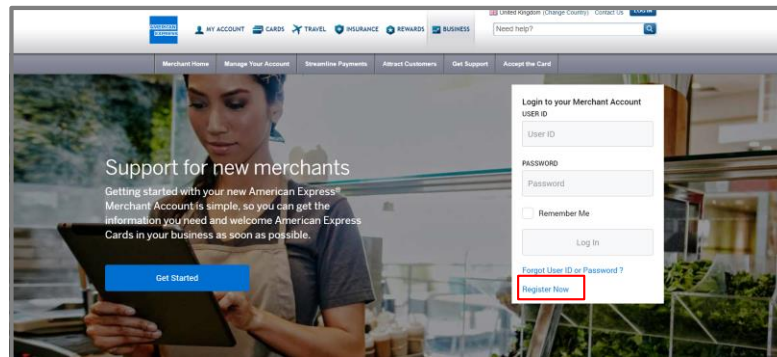 United Kingdom (Change Country) Contact Us LOG IN
AMERICAN EXPRESS
MY ACCOUNT CARDS TRAVEL INSURANCE REWARDS BUSINESS
Need help?
Merchant Home Manage Your Account Streamline Payments Attract Customers Get Support Accept the Card
Support for new merchants
Getting started with your new American Express®
Merchant Account is simple, so you can get the
information you need and welcome American Express
Cards in your business as soon as possible.
Get Started
Login to your Merchant Account
USER ID
User ID
PASSWORD
Password
Remember Me
Log In
Forgot User ID or Password ?
Register Now